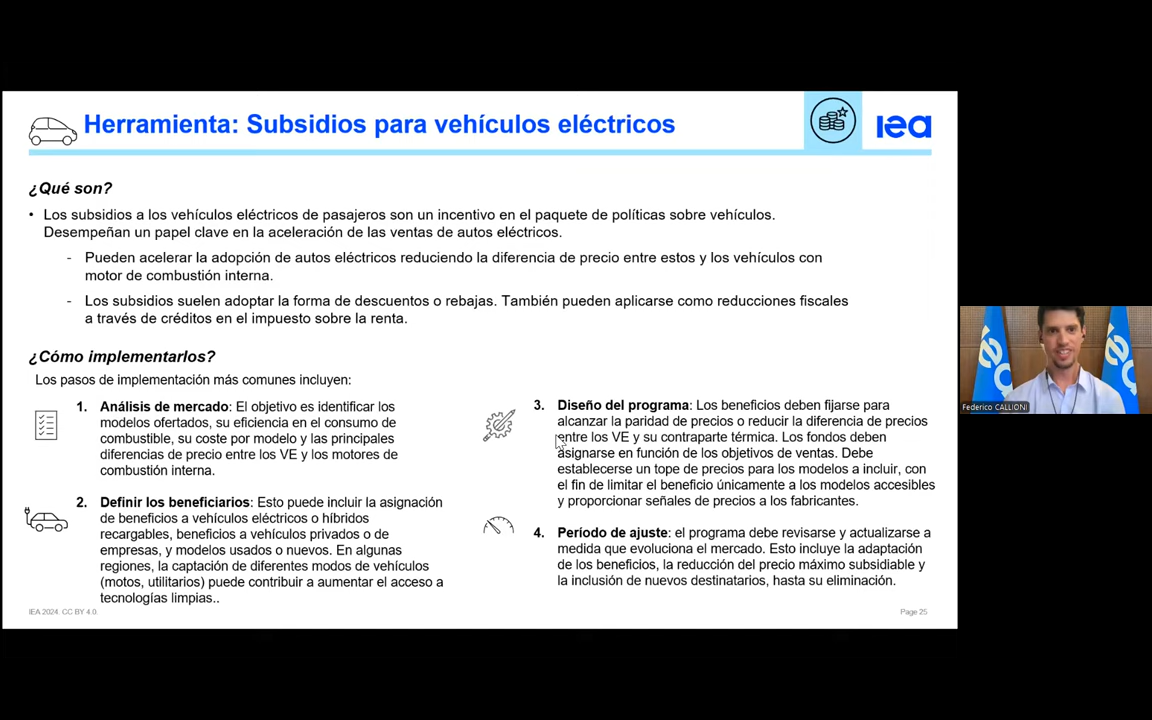 Herramienta: Subsidios para vehículos eléctricos
iea
¿Qué son?
• Los subsidios a los vehículos eléctricos de pasajeros son un incentivo en el paquete de políticas sobre vehículos.
Desempeñan un papel clave en la aceleración de las ventas de autos eléctricos.
- Pueden acelerar la adopción de autos eléctricos reduciendo la diferencia de precio entre estos y los vehículos con
motor de combustión interna.
- Los subsidios suelen adoptar la forma de descuentos o rebajas. También pueden aplicarse como reducciones fiscales
a través de créditos en el impuesto sobre la renta.
¿Cómo implementarlos?
Los pasos de implementación más comunes incluyen:
1. Análisis de mercado: El objetivo es identificar los
modelos ofertados, su eficiencia en el consumo de
combustible, su coste por modelo y las principales
diferencias de precio entre los VE y los motores de
combustión interna.
2. Definir los beneficiarios: Esto puede incluir la asignación
de beneficios a vehículos eléctricos o híbridos
recargables, beneficios a vehículos privados o de
empresas, y modelos usados o nuevos. En algunas
regiones, la captación de diferentes modos de vehículos
(motos, utilitarios) puede contribuir a aumentar el acceso a
tecnologías limpias..
3. Diseño del programa: Los beneficios deben fijarse para
alcanzar la paridad de precios o reducir la diferencia de precios
entre los VE y su contraparte térmica. Los fondos deben
asignarse en función de los objetivos de ventas. Debe
establecerse un tope de precios para los modelos a incluir, con
el fin de limitar el beneficio únicamente a los modelos accesibles
y proporcionar señales de precios a los fabricantes.
4. Período de ajuste: el programa debe revisarse y actualizarse a
medida que evoluciona el mercado. Esto incluye la adaptación
de los beneficios, la reducción del precio máximo subsidiable y
la inclusión de nuevos destinatarios, hasta su eliminación.
IEA 2024. CC BY 4.0.
Page 25
Federico CALLIONI